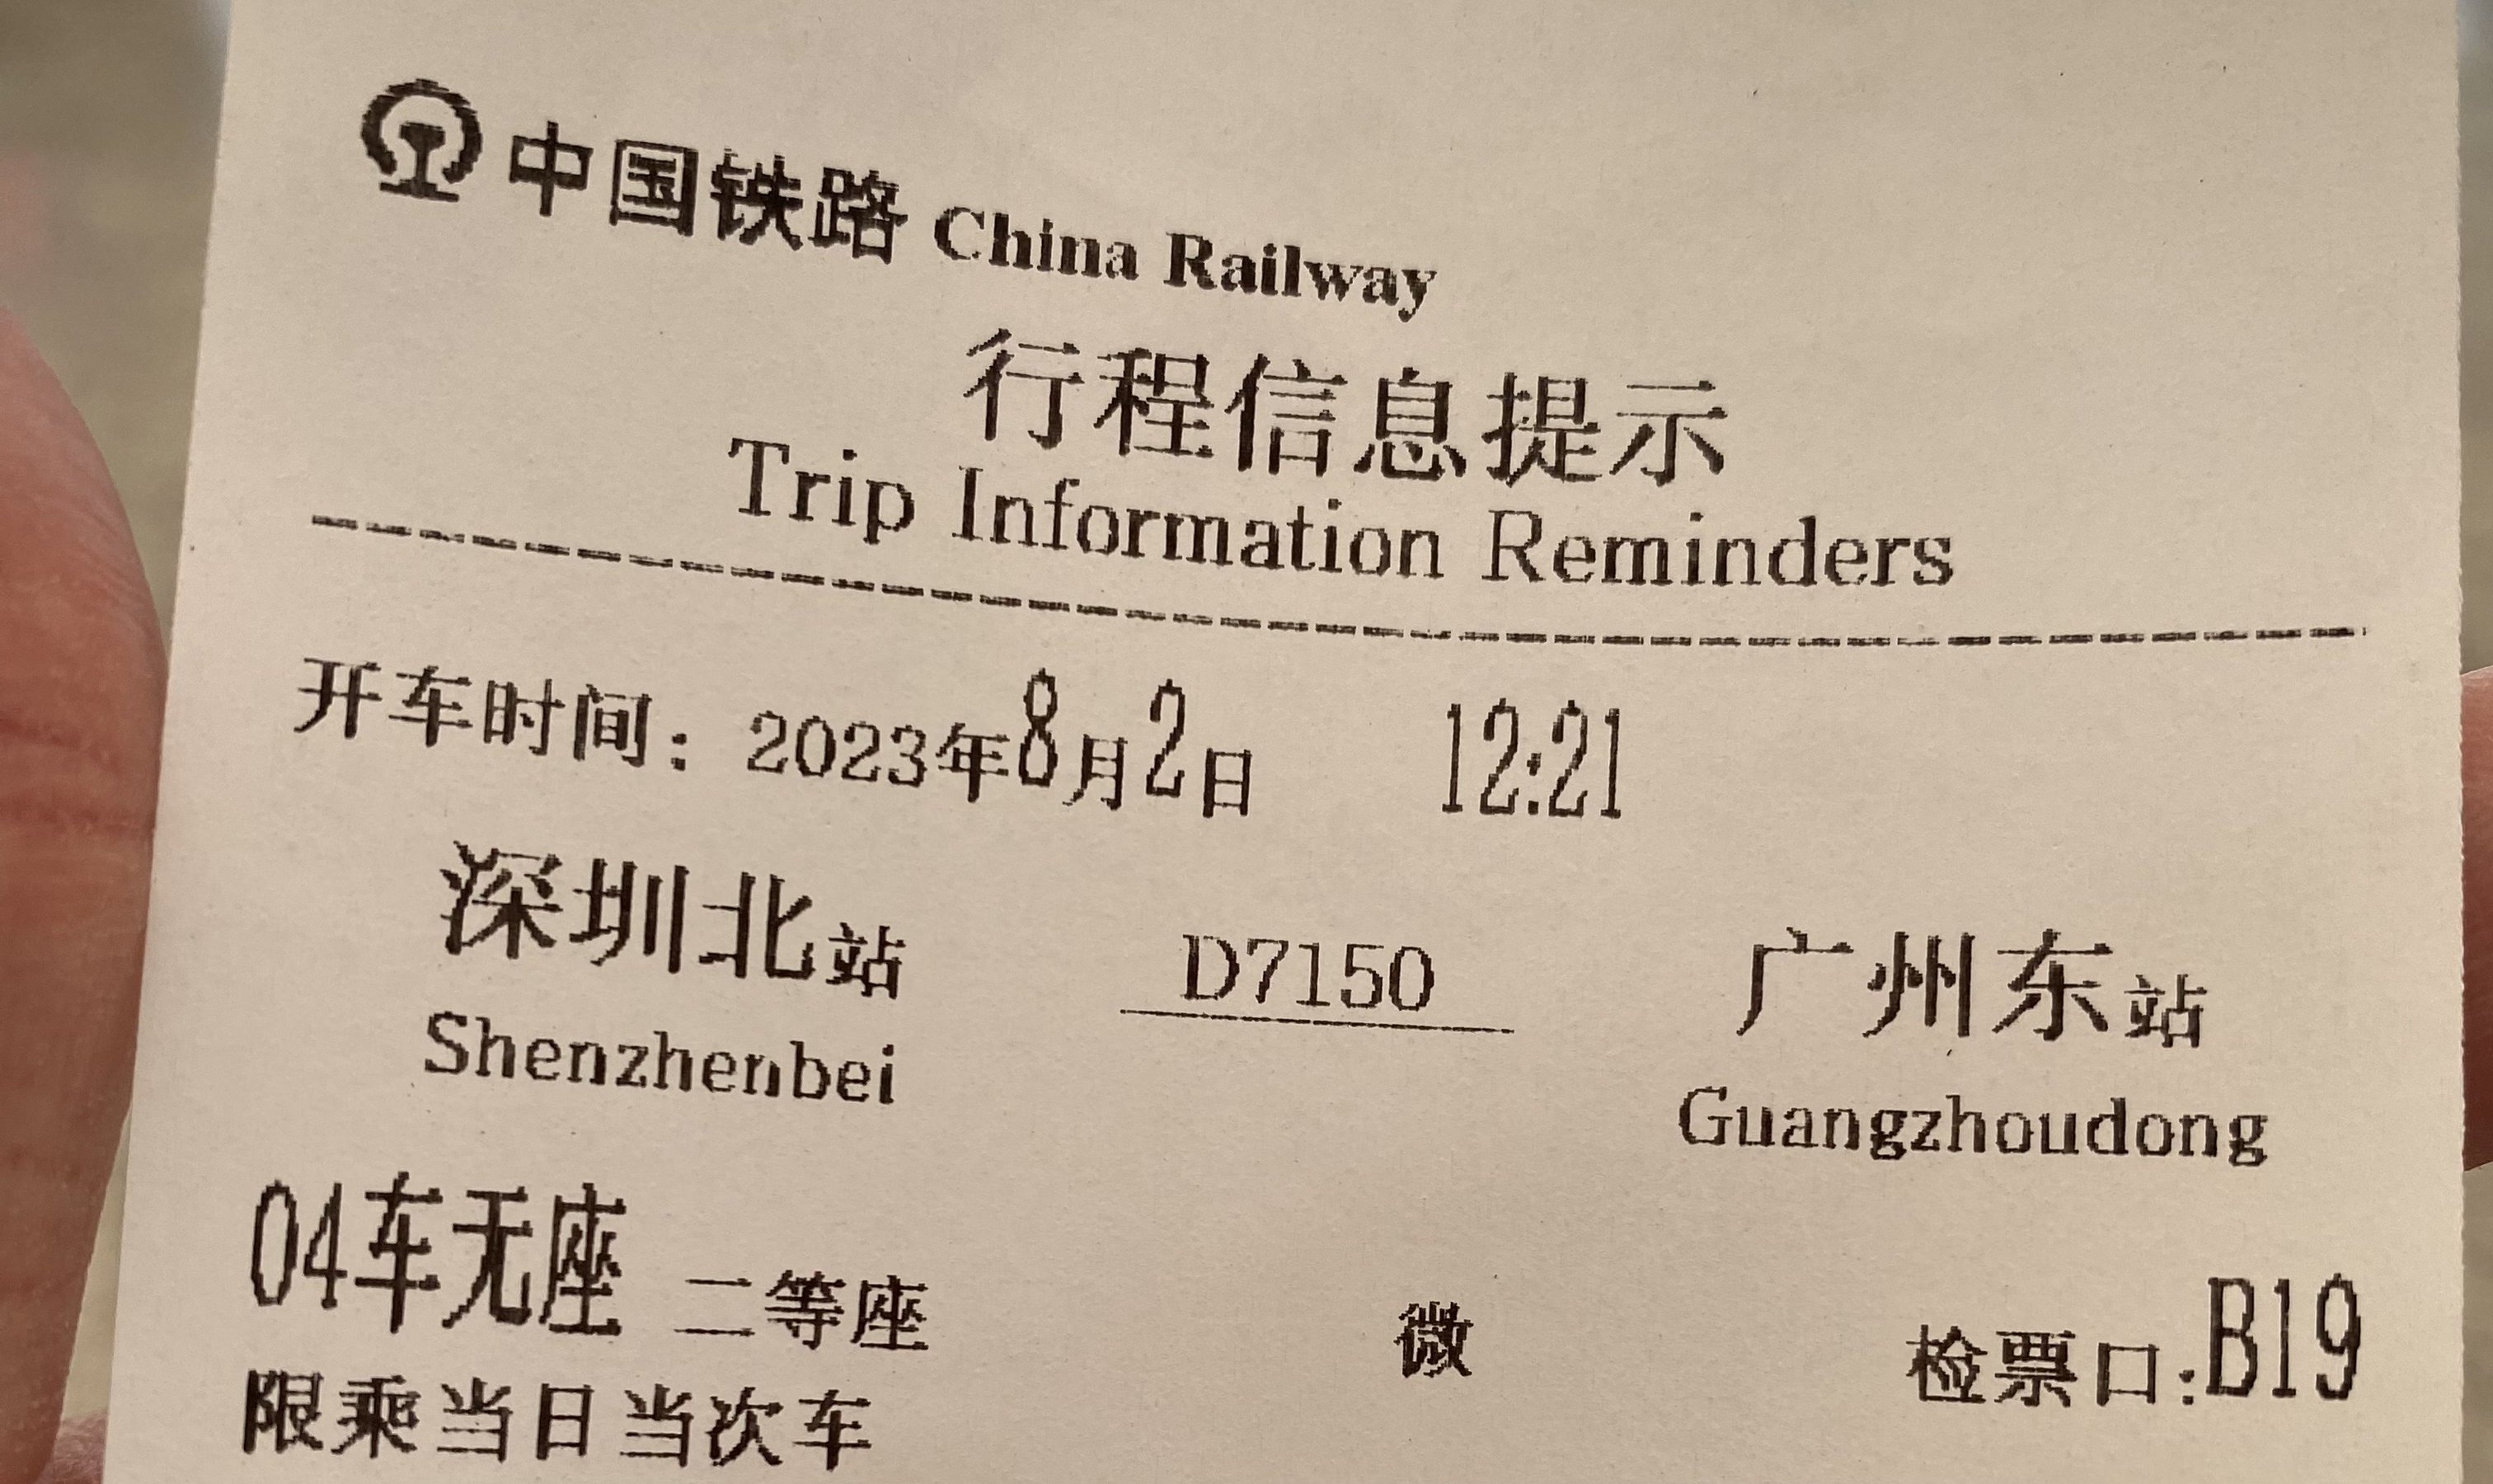 中国铁路 China Railway
行程信息提示
Trip Information Reminders
开车时间：2023年8月2日 12:21
深圳北站 D7150 广州东站
Shenzhenbei Guangzhoudong
04车无座 二等座 微 检票口:B19
限乘当日当次车